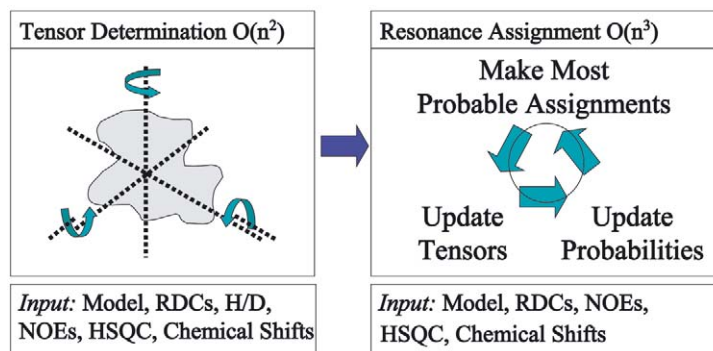 Tensor Determination O(n²)
Input: Model, RDCs, H/D,
NOEs, HSQC, Chemical Shifts
Resonance Assignment O(n³)
Make Most
Probable Assignments
Update
Tensors
Update
Probabilities
Input: Model, RDCs, NOEs,
HSQC, Chemical Shifts